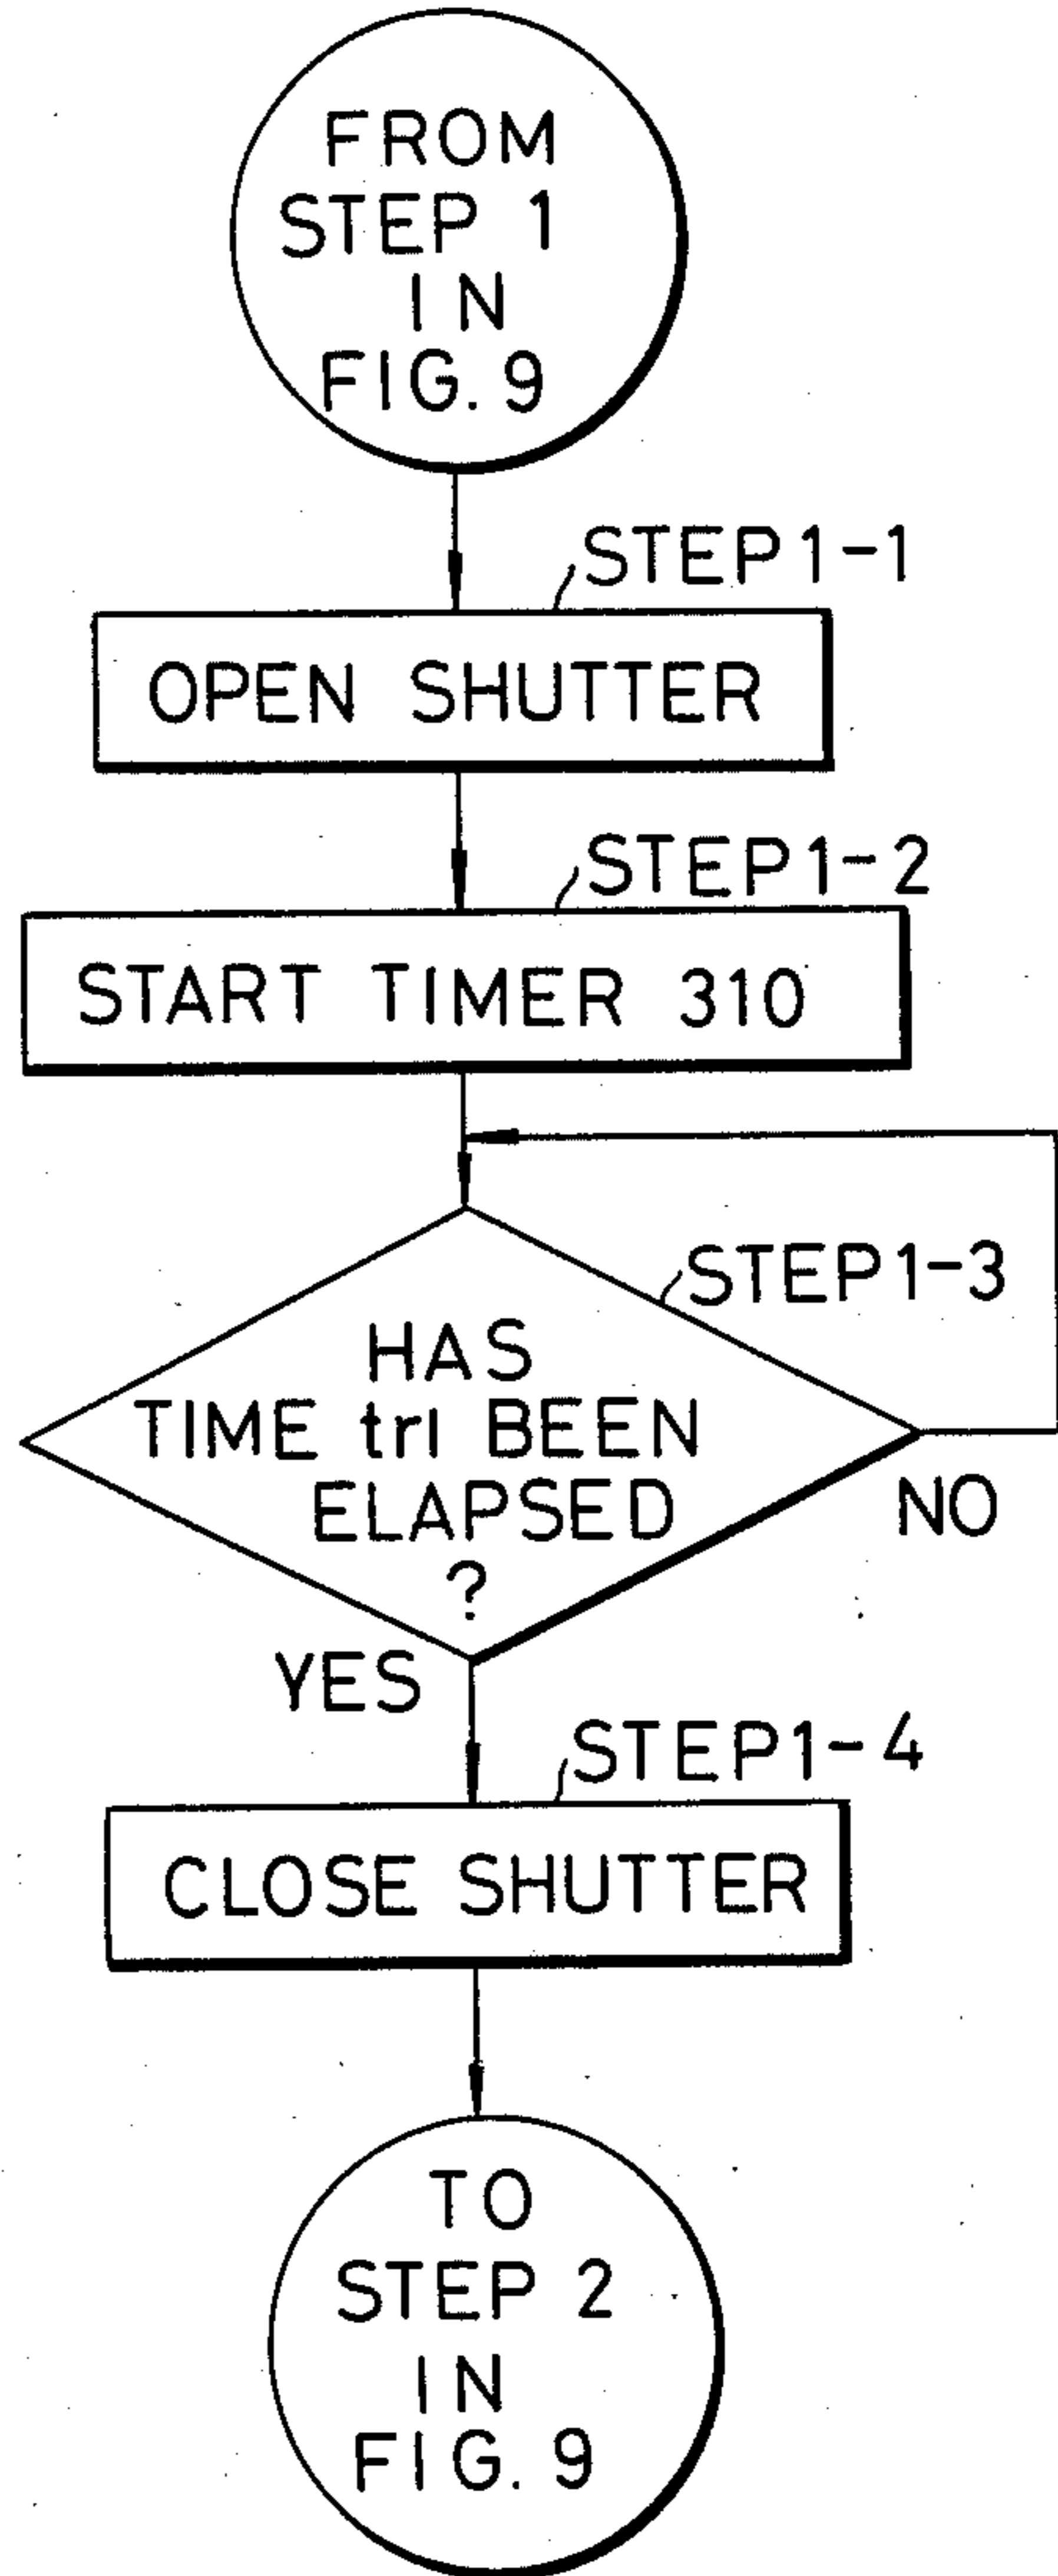 FROM
STEP 1
IN
FIG. 9
STEP1-1
OPEN SHUTTER
STEP1-2
START TIMER 310
STEP1-3
HAS
TIME trl BEEN
ELAPSED
?
NO
YES
STEP1-4
CLOSE SHUTTER
TO
STEP 2
IN
FIG. 9